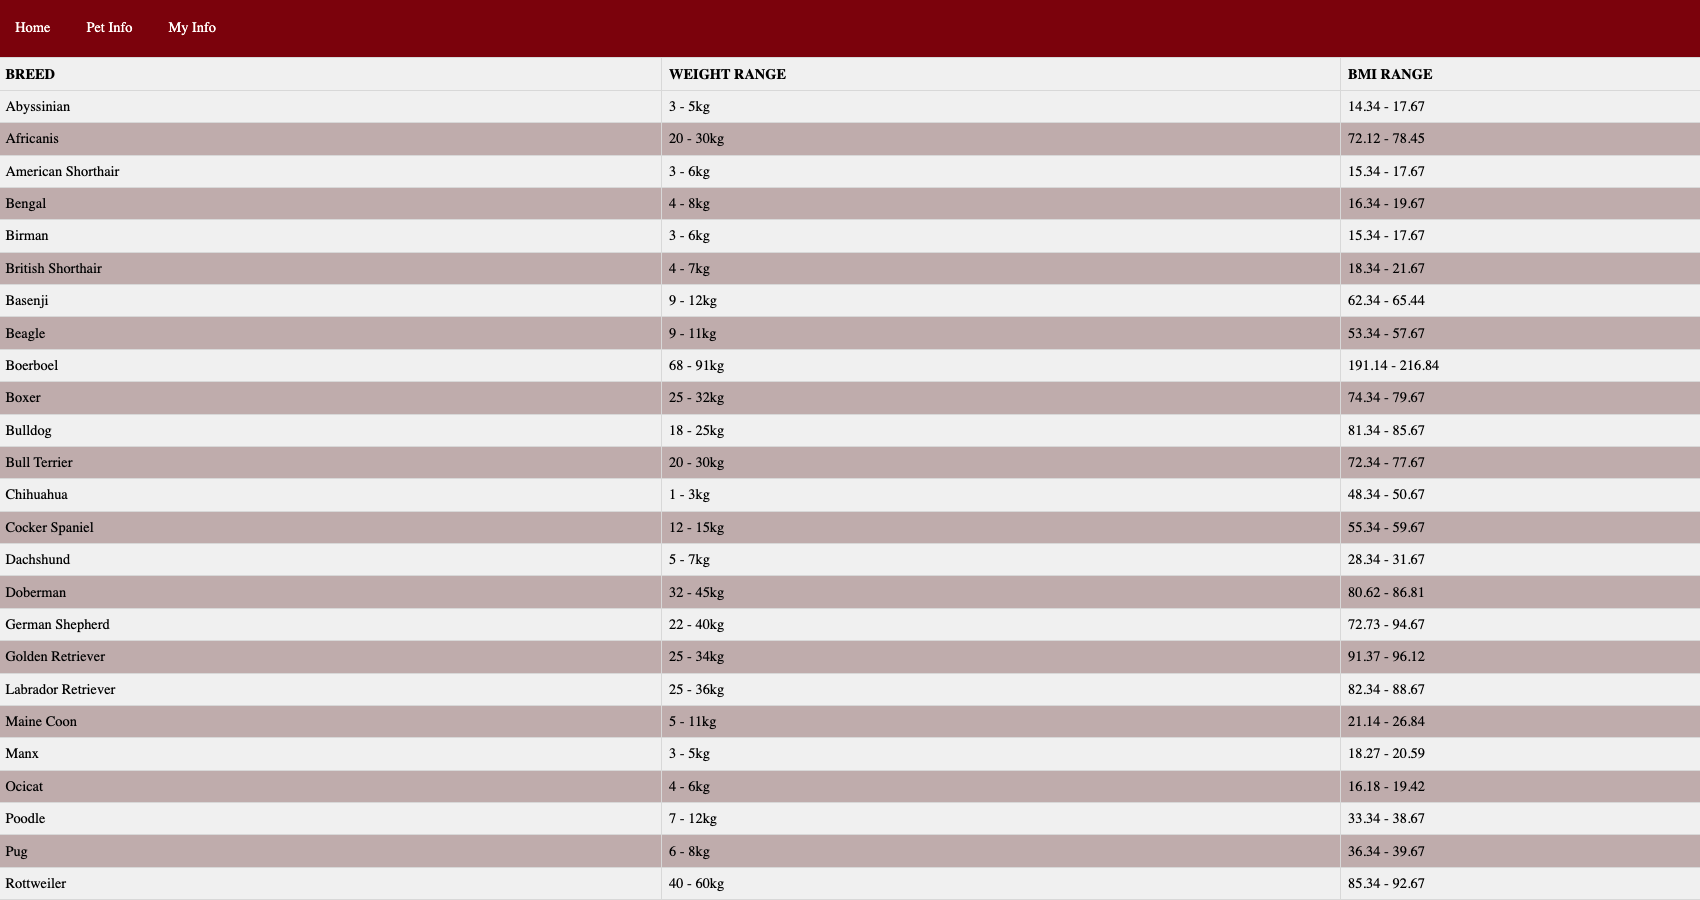 Home Pet Info My Info
BREED WEIGHT RANGE BMI RANGE
Abyssinian 3 - 5kg 14.34 - 17.67
Africanis 20 - 30kg 72.12 - 78.45
American Shorthair 3 - 6kg 15.34 - 17.67
Bengal 4 - 8kg 16.34 - 19.67
Birman 3 - 6kg 15.34 - 17.67
British Shorthair 4 - 7kg 18.34 - 21.67
Basenji 9 - 12kg 62.34 - 65.44
Beagle 9 - 11kg 53.34 - 57.67
Boerboel 68 - 91kg 191.14 - 216.84
Boxer 25 - 32kg 74.34 - 79.67
Bulldog 18 - 25kg 81.34 - 85.67
Bull Terrier 20 - 30kg 72.34 - 77.67
Chihuahua 1 - 3kg 48.34 - 50.67
Cocker Spaniel 12 - 15kg 55.34 - 59.67
Dachshund 5 - 7kg 28.34 - 31.67
Doberman 32 - 45kg 80.62 - 86.81
German Shepherd 22 - 40kg 72.73 - 94.67
Golden Retriever 25 - 34kg 91.37 - 96.12
Labrador Retriever 25 - 36kg 82.34 - 88.67
Maine Coon 5 - 11kg 21.14 - 26.84
Manx 3 - 5kg 18.27 - 20.59
Ocicat 4 - 6kg 16.18 - 19.42
Poodle 7 - 12kg 33.34 - 38.67
Pug 6 - 8kg 36.34 - 39.67
Rottweiler 40 - 60kg 85.34 - 92.67